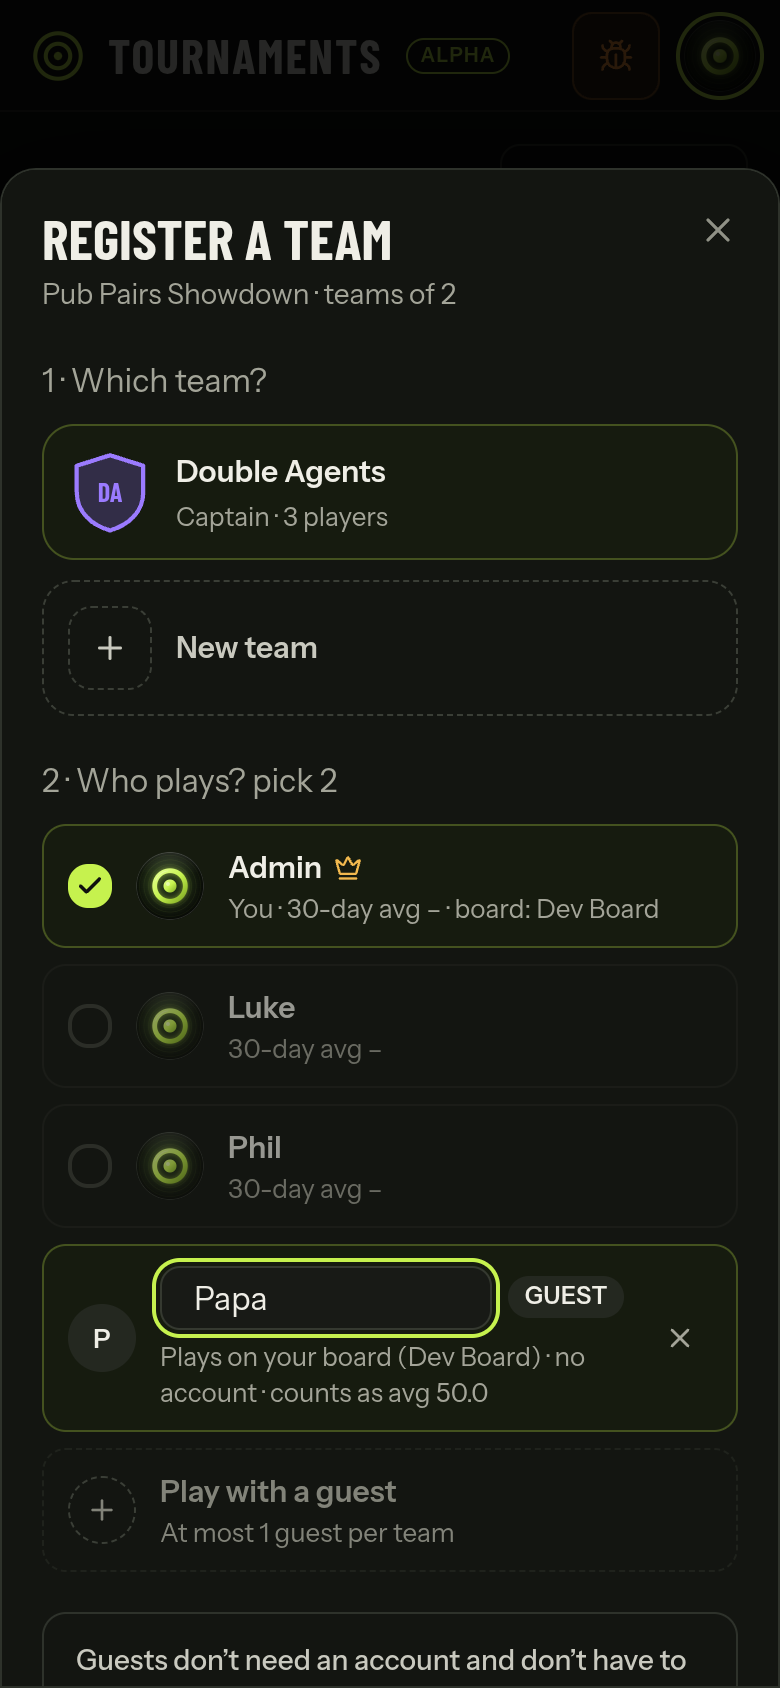 TOURNAMENTS ALPHA
REGISTER A TEAM
Pub Pairs Showdown · teams of 2
1 · Which team?
DA
Double Agents
Captain · 3 players
New team
2 · Who plays? pick 2
Admin
You · 30-day avg – · board: Dev Board
Luke
30-day avg –
Phil
30-day avg –
P
Papa GUEST
Plays on your board (Dev Board) · no
account · counts as avg 50.0
Play with a guest
At most 1 guest per team
Guests don’t need an account and don’t have to